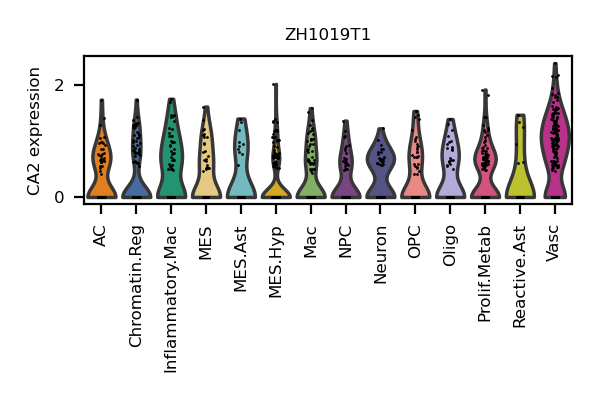 ZH1019T1
CA2 expression
2
0
AC
Chromatin.Reg
Inflammatory.Mac
MES
MES.Ast
MES.Hyp
Mac
NPC
Neuron
OPC
Oligo
Prolif.Metab
Reactive.Ast
Vasc